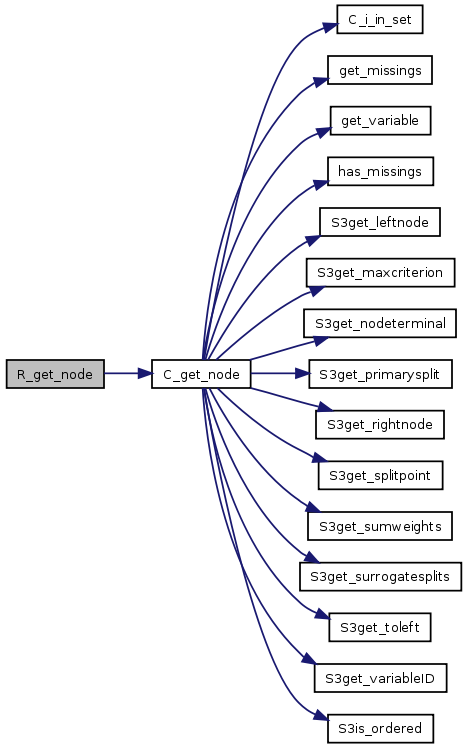 C_i_in_set
get_missings
get_variable
has_missings
S3get_leftnode
S3get_maxcriterion
S3get_nodeterminal
R_get_node
C_get_node
S3get_primarysplit
S3get_rightnode
S3get_splitpoint
S3get_sumweights
S3get_surrogatesplits
S3get_toleft
S3get_variableID
S3is_ordered